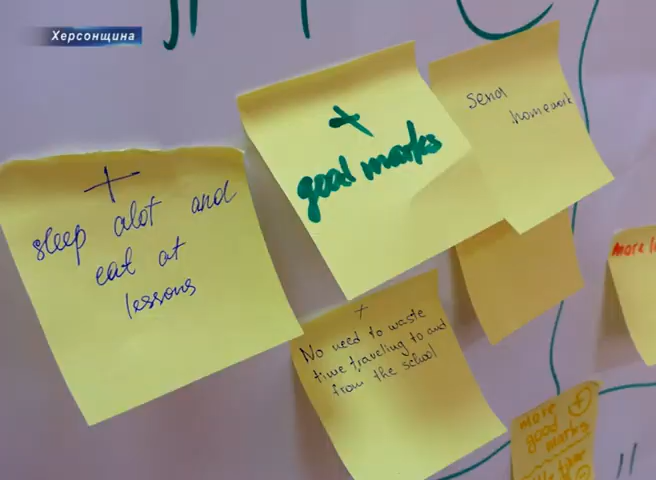 Херсонщина
+
sleep alot and
eat at
lessons
+
good marks
Send
homework
+
No need to waste
time traveling to and
from the school
more
more
good
marks
+